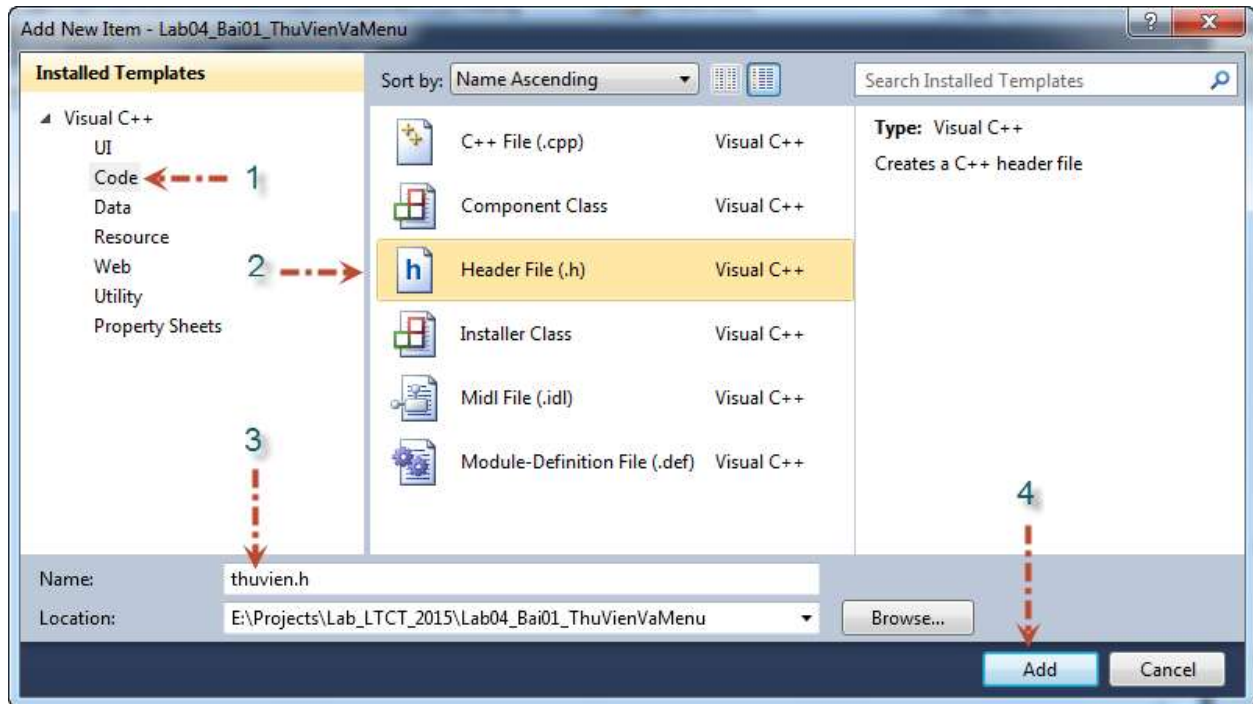 Add New Item - Lab04_Bai01_ThuVienVaMenu
Installed Templates
Visual C++
UI
Code
1
Data
Resource
Web
Utility
Property Sheets
Sort by: Name Ascending
C++ File (.cpp) Visual C++
Component Class Visual C++
2
h Header File (.h) Visual C++
Installer Class Visual C++
Midl File (.idl) Visual C++
Module-Definition File (.def) Visual C++
Search Installed Templates
Type: Visual C++
Creates a C++ header file
3
4
Name: thuvien.h
Location: E:\Projects\Lab_LTCT_2015\Lab04_Bai01_ThuVienVaMenu Browse...
Add Cancel